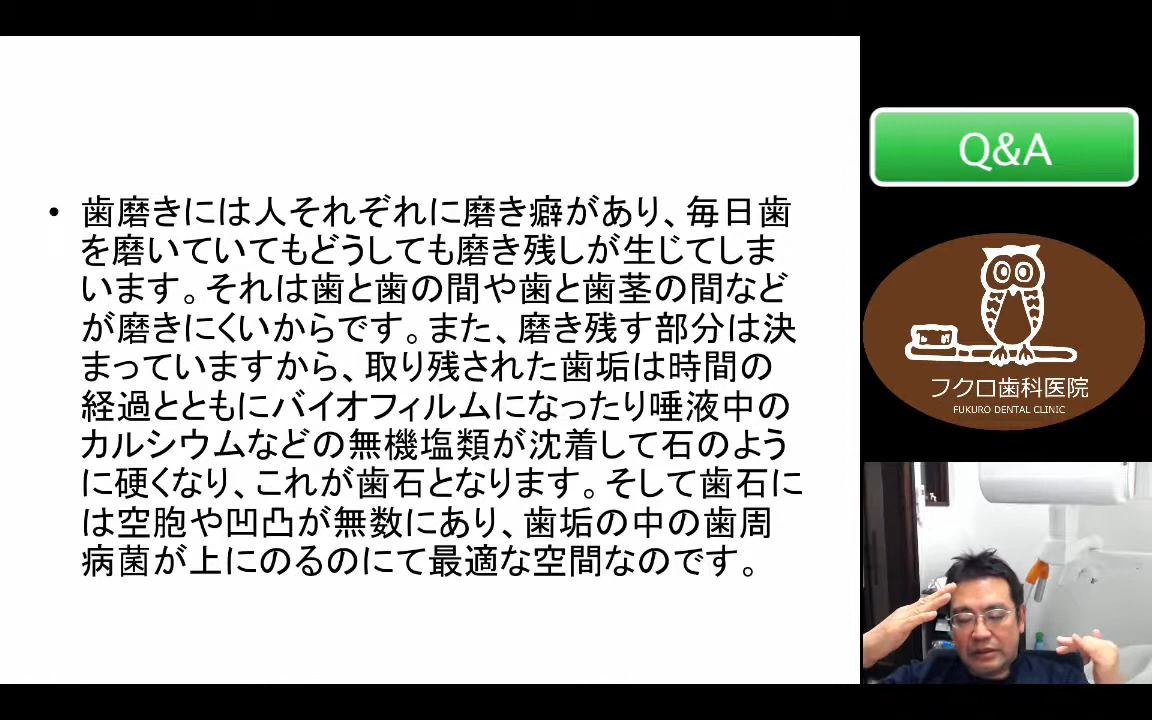 • 歯磨きには人それぞれに磨き癖があり、毎日歯
を磨いていてもどうしても磨き残しが生じてしま
います。それは歯と歯の間や歯と歯茎の間など
が磨きにくいからです。また、磨き残す部分は決
まっていますから、取り残された歯垢は時間の
経過とともにバイオフィルムになったり唾液中の
カルシウムなどの無機塩類が沈着して石のよう
に硬くなり、これが歯石となります。そして歯石に
は空胞や凹凸が無数にあり、歯垢の中の歯周
病菌が上にのるのにて最適な空間なのです。
Q&A
フクロ歯科医院
FUKURO DENTAL CLINIC